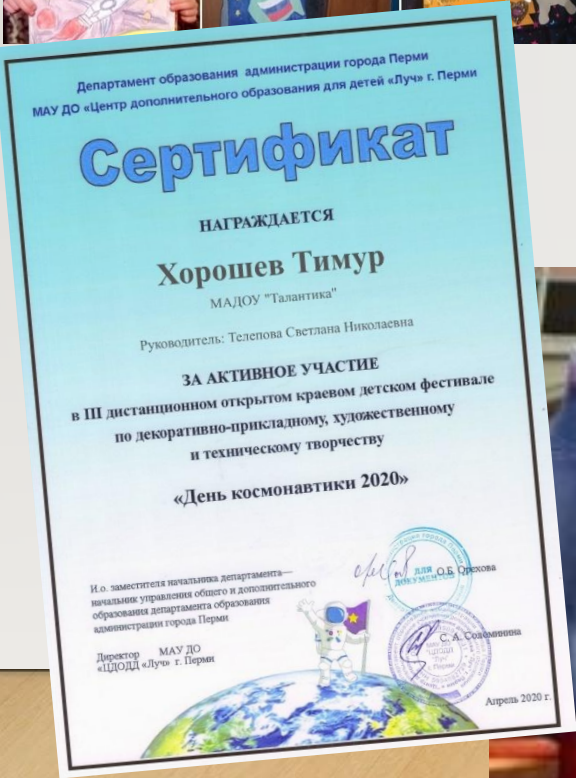 Департамент образования администрации города Перми
МАУ ДО «Центр дополнительного образования для детей «Луч» г. Перми
Сертификат
НАГРАЖДАЕТСЯ
Хорошев Тимур
МАДОУ "Талантика"
Руководитель: Телепова Светлана Николаевна
ЗА АКТИВНОЕ УЧАСТИЕ
в III дистанционном открытом краевом детском фестивале
по декоративно-прикладному, художественному
и техническому творчеству
«День космонавтики 2020»
И.о. заместителя начальника департамента—
начальник управления общего и дополнительного
образования департамента образования
администрации города Перми
для документов
О.Б. Орехова
Директор МАУ ДО
«ЦДОДД «Луч» г. Перми
С. А. Содомина
Апрель 2020 г.